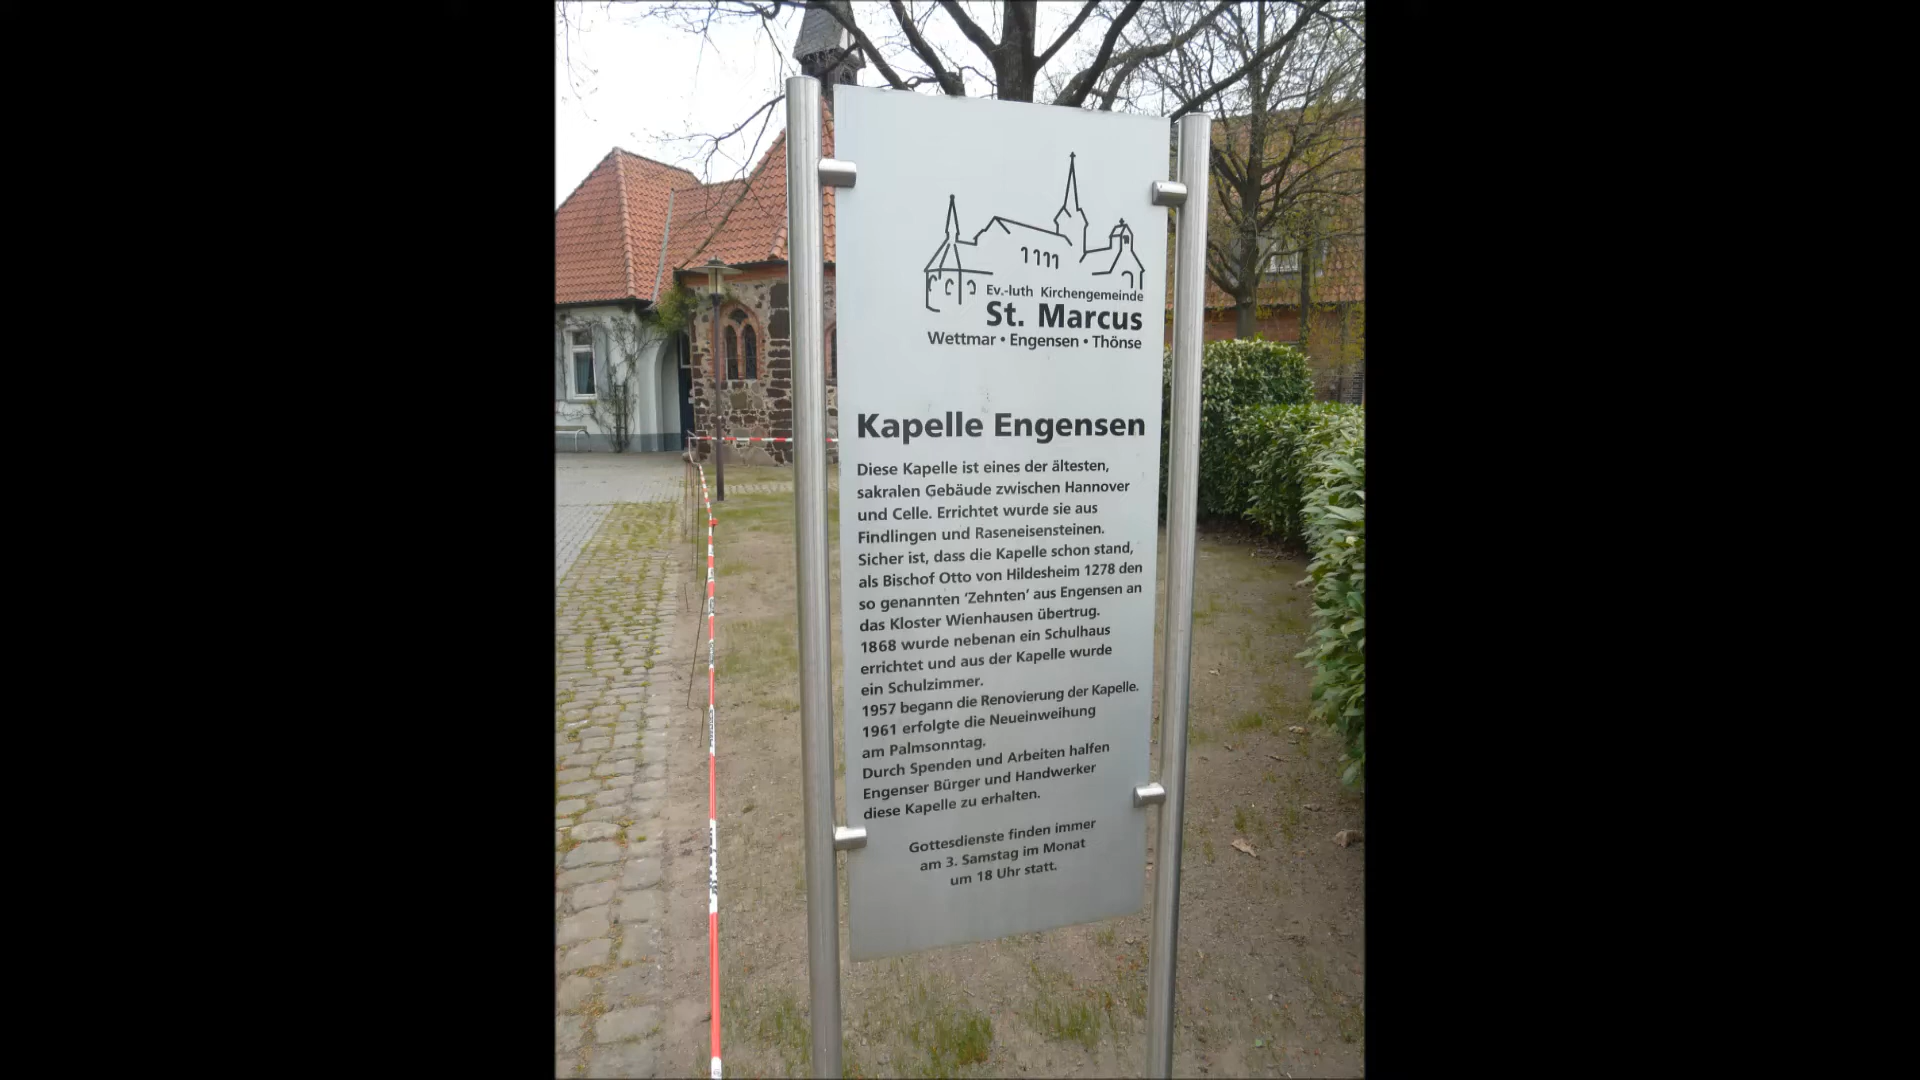 Ev.-luth Kirchengemeinde
St. Marcus
Wettmar • Engensen • Thönse
Kapelle Engensen
Diese Kapelle ist eines der ältesten,
sakralen Gebäude zwischen Hannover
und Celle. Errichtet wurde sie aus
Findlingen und Raseneisensteinen.
Sicher ist, dass die Kapelle schon stand,
als Bischof Otto von Hildesheim 1278 den
so genannten ‘Zehnten’ aus Engensen an
das Kloster Wienhausen übertrug.
1868 wurde nebenan ein Schulhaus
errichtet und aus der Kapelle wurde
ein Schulzimmer.
1957 begann die Renovierung der Kapelle.
1961 erfolgte die Neueinweihung
am Palmsonntag.
Durch Spenden und Arbeiten halfen
Engenser Bürger und Handwerker
diese Kapelle zu erhalten.
Gottesdienste finden immer
am 3. Samstag im Monat
um 18 Uhr statt.